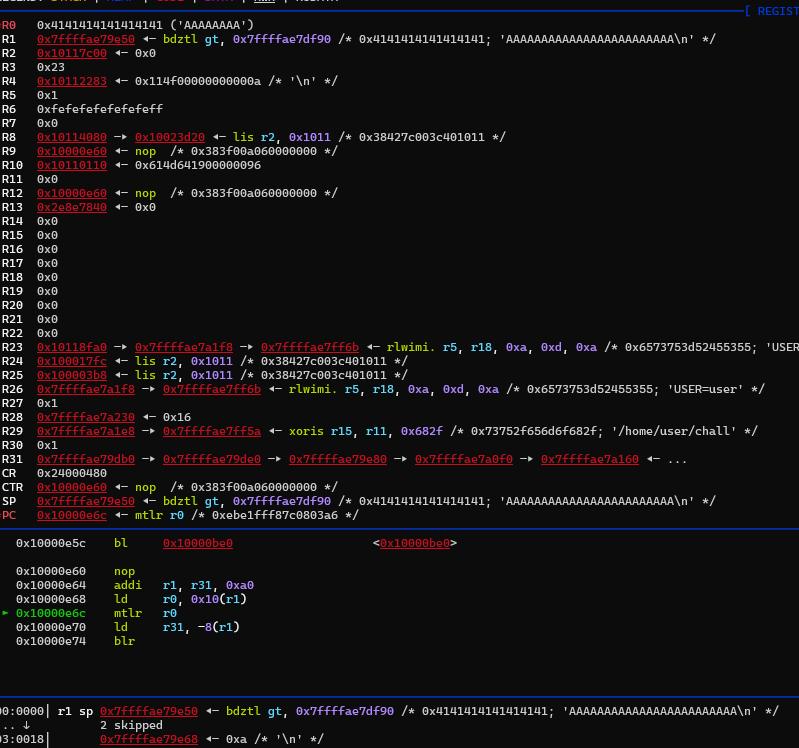 [ REGIST
R0 0x4141414141414141 ('AAAAAAAA')
R1 0x7ffffae79e50 ◂— bdztl gt, 0x7ffffae7df90 /* 0x4141414141414141; 'AAAAAAAAAAAAAAAAAAAAAAAA\n' */
R2 0x10117c00 ◂— 0x0
R3 0x23
R4 0x10112283 ◂— 0x114f00000000000a /* '\n' */
R5 0x1
R6 0xfefefefefefefeff
R7 0x0
R8 0x10114080 —▸ 0x10023d20 ◂— lis r2, 0x1011 /* 0x38427c003c401011 */
R9 0x10000e60 ◂— nop /* 0x383f00a060000000 */
R10 0x10110110 ◂— 0x614d641900000096
R11 0x0
R12 0x10000e60 ◂— nop /* 0x383f00a060000000 */
R13 0x2e8e7840 ◂— 0x0
R14 0x0
R15 0x0
R16 0x0
R17 0x0
R18 0x0
R19 0x0
R20 0x0
R21 0x0
R22 0x0
R23 0x10118fa0 —▸ 0x7ffffae7a1f8 —▸ 0x7ffffae7ff6b ◂— rlwimi. r5, r18, 0xa, 0xd, 0xa /* 0x6573753d52455355; 'USER
R24 0x100017fc ◂— lis r2, 0x1011 /* 0x38427c003c401011 */
R25 0x100003b8 ◂— lis r2, 0x1011 /* 0x38427c003c401011 */
R26 0x7ffffae7a1f8 —▸ 0x7ffffae7ff6b ◂— rlwimi. r5, r18, 0xa, 0xd, 0xa /* 0x6573753d52455355; 'USER=user' */
R27 0x1
R28 0x7ffffae7a230 ◂— 0x16
R29 0x7ffffae7a1e8 —▸ 0x7ffffae7ff5a ◂— xoris r15, r11, 0x682f /* 0x73752f656d6f682f; '/home/user/chall' */
R30 0x1
R31 0x7ffffae79db0 —▸ 0x7ffffae79de0 —▸ 0x7ffffae79e80 —▸ 0x7ffffae7a0f0 —▸ 0x7ffffae7a160 ◂— ...
CR 0x24000480
CTR 0x10000e60 ◂— nop /* 0x383f00a060000000 */
SP 0x7ffffae79e50 ◂— bdztl gt, 0x7ffffae7df90 /* 0x4141414141414141; 'AAAAAAAAAAAAAAAAAAAAAAAA\n' */
PC 0x10000e6c ◂— mtlr r0 /* 0xebe1fff87c0803a6 */
0x10000e5c bl 0x10000be0 <0x10000be0>
0x10000e60 nop
0x10000e64 addi r1, r31, 0xa0
0x10000e68 ld r0, 0x10(r1)
► 0x10000e6c mtlr r0
0x10000e70 ld r31, -8(r1)
0x10000e74 blr
00:0000│ r1 sp 0x7ffffae79e50 ◂— bdztl gt, 0x7ffffae7df90 /* 0x4141414141414141; 'AAAAAAAAAAAAAAAAAAAAAAAA\n' */
... ↓ 2 skipped
03:0018│ 0x7ffffae79e68 ◂— 0xa /* '\n' */